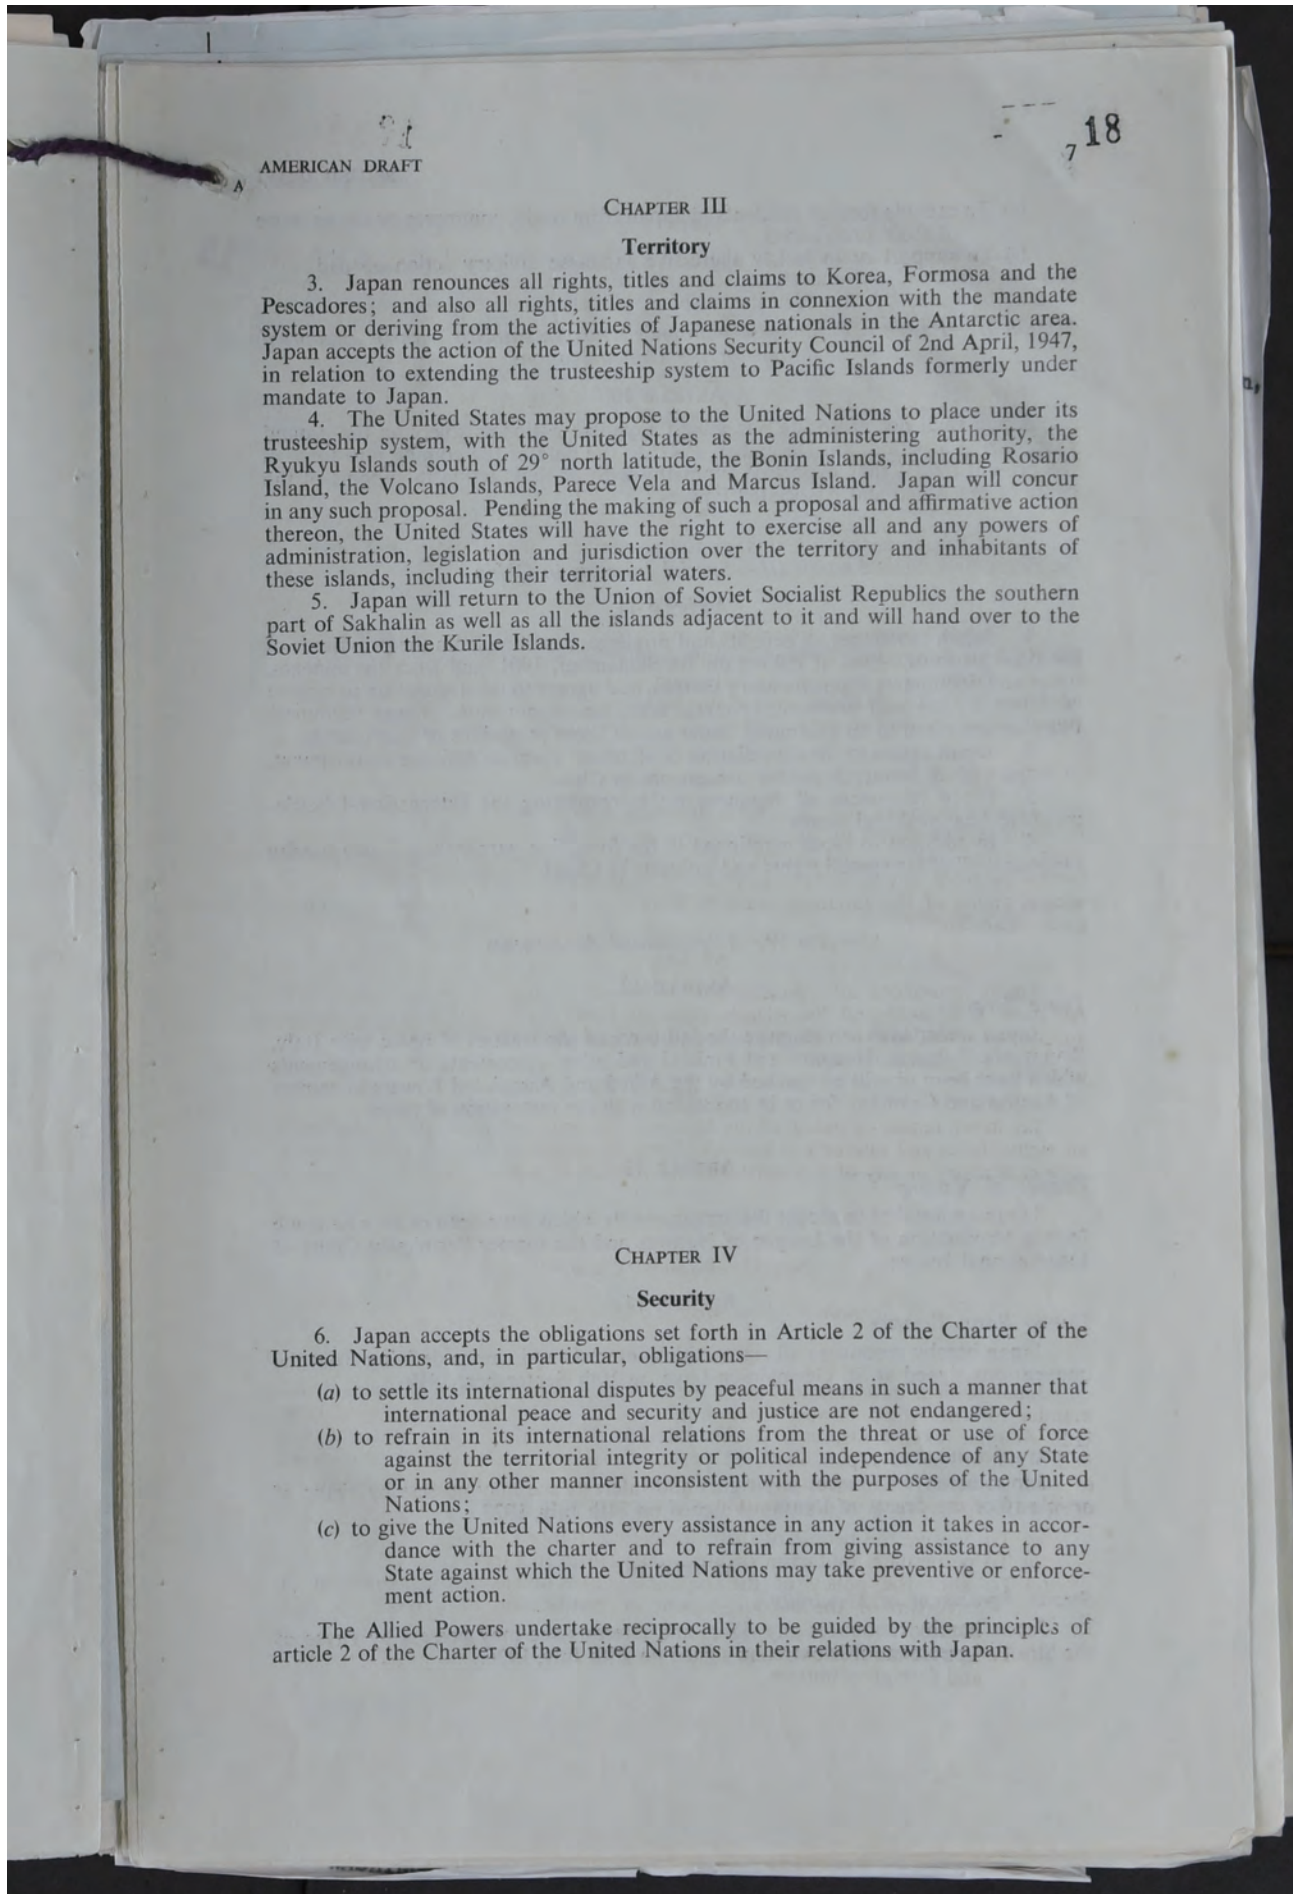 18
7
AMERICAN DRAFT
A
CHAPTER III
Territory
3. Japan renounces all rights, titles and claims to Korea, Formosa and the
Pescadores; and also all rights, titles and claims in connexion with the mandate
system or deriving from the activities of Japanese nationals in the Antarctic area.
Japan accepts the action of the United Nations Security Council of 2nd April, 1947,
in relation to extending the trusteeship system to Pacific Islands formerly under
mandate to Japan.
4. The United States may propose to the United Nations to place under its
trusteeship system, with the United States as the administering authority, the
Ryukyu Islands south of 29° north latitude, the Bonin Islands, including Rosario
Island, the Volcano Islands, Parece Vela and Marcus Island. Japan will concur
in any such proposal. Pending the making of such a proposal and affirmative action
thereon, the United States will have the right to exercise all and any powers of
administration, legislation and jurisdiction over the territory and inhabitants of
these islands, including their territorial waters.
5. Japan will return to the Union of Soviet Socialist Republics the southern
part of Sakhalin as well as all the islands adjacent to it and will hand over to the
Soviet Union the Kurile Islands.
CHAPTER IV
Security
6. Japan accepts the obligations set forth in Article 2 of the Charter of the
United Nations, and, in particular, obligations—
(a) to settle its international disputes by peaceful means in such a manner that
international peace and security and justice are not endangered;
(b) to refrain in its international relations from the threat or use of force
against the territorial integrity or political independence of any State
or in any other manner inconsistent with the purposes of the United
Nations;
(c) to give the United Nations every assistance in any action it takes in accor-
dance with the charter and to refrain from giving assistance to any
State against which the United Nations may take preventive or enforce-
ment action.
The Allied Powers undertake reciprocally to be guided by the principles of
article 2 of the Charter of the United Nations in their relations with Japan.